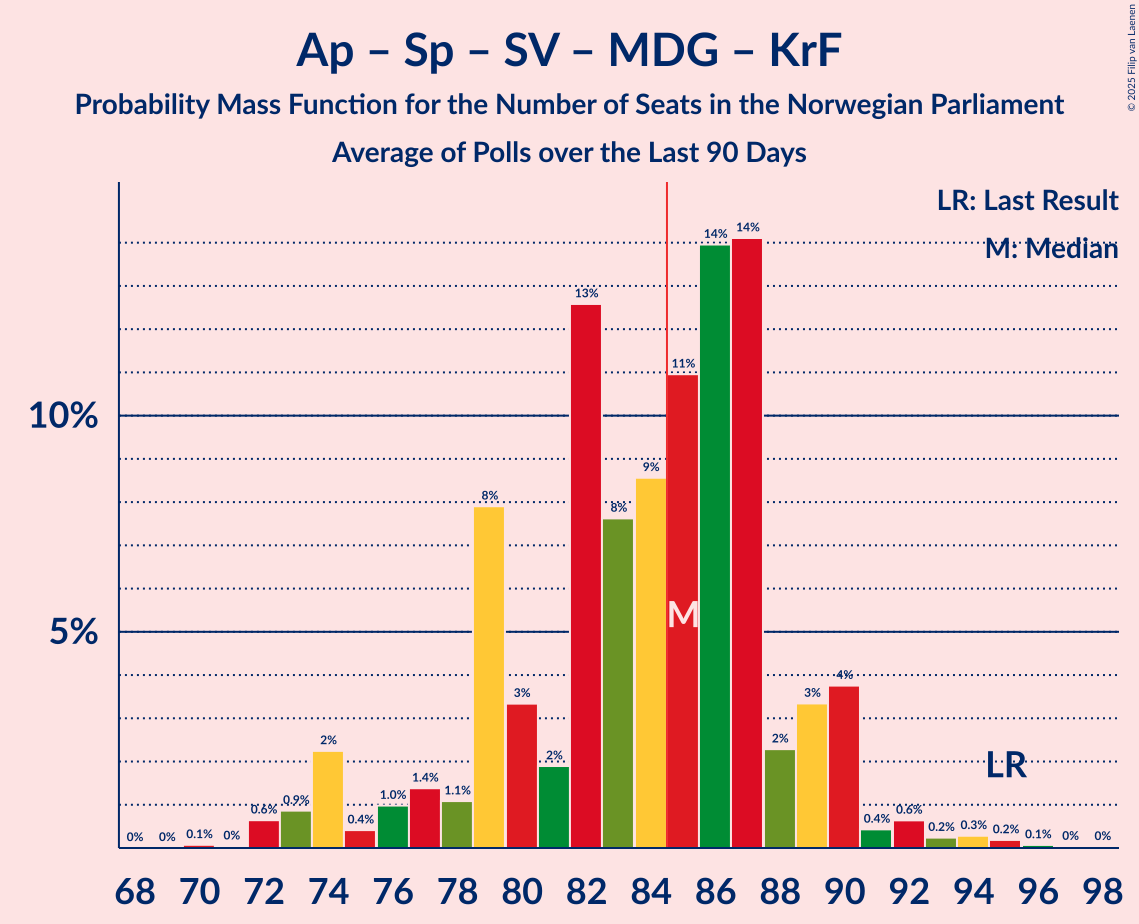 Ap – Sp – SV – MDG – KrF
Probability Mass Function for the Number of Seats in the Norwegian Parliament
Average of Polls over the Last 90 Days
© 2025 Filip van Laenen
LR: Last Result
M: Median
10%
5%
0% 0% 0.1% 0% 0.6% 0.9% 2% 0.4% 1.0% 1.4% 1.1% 8% 3% 2% 13% 8% 9% 11% 14% 14% 2% 3% 4% 0.4% 0.6% 0.2% 0.3% 0.2% 0.1% 0% 0%
M
LR
68 70 72 74 76 78 80 82 84 86 88 90 92 94 96 98